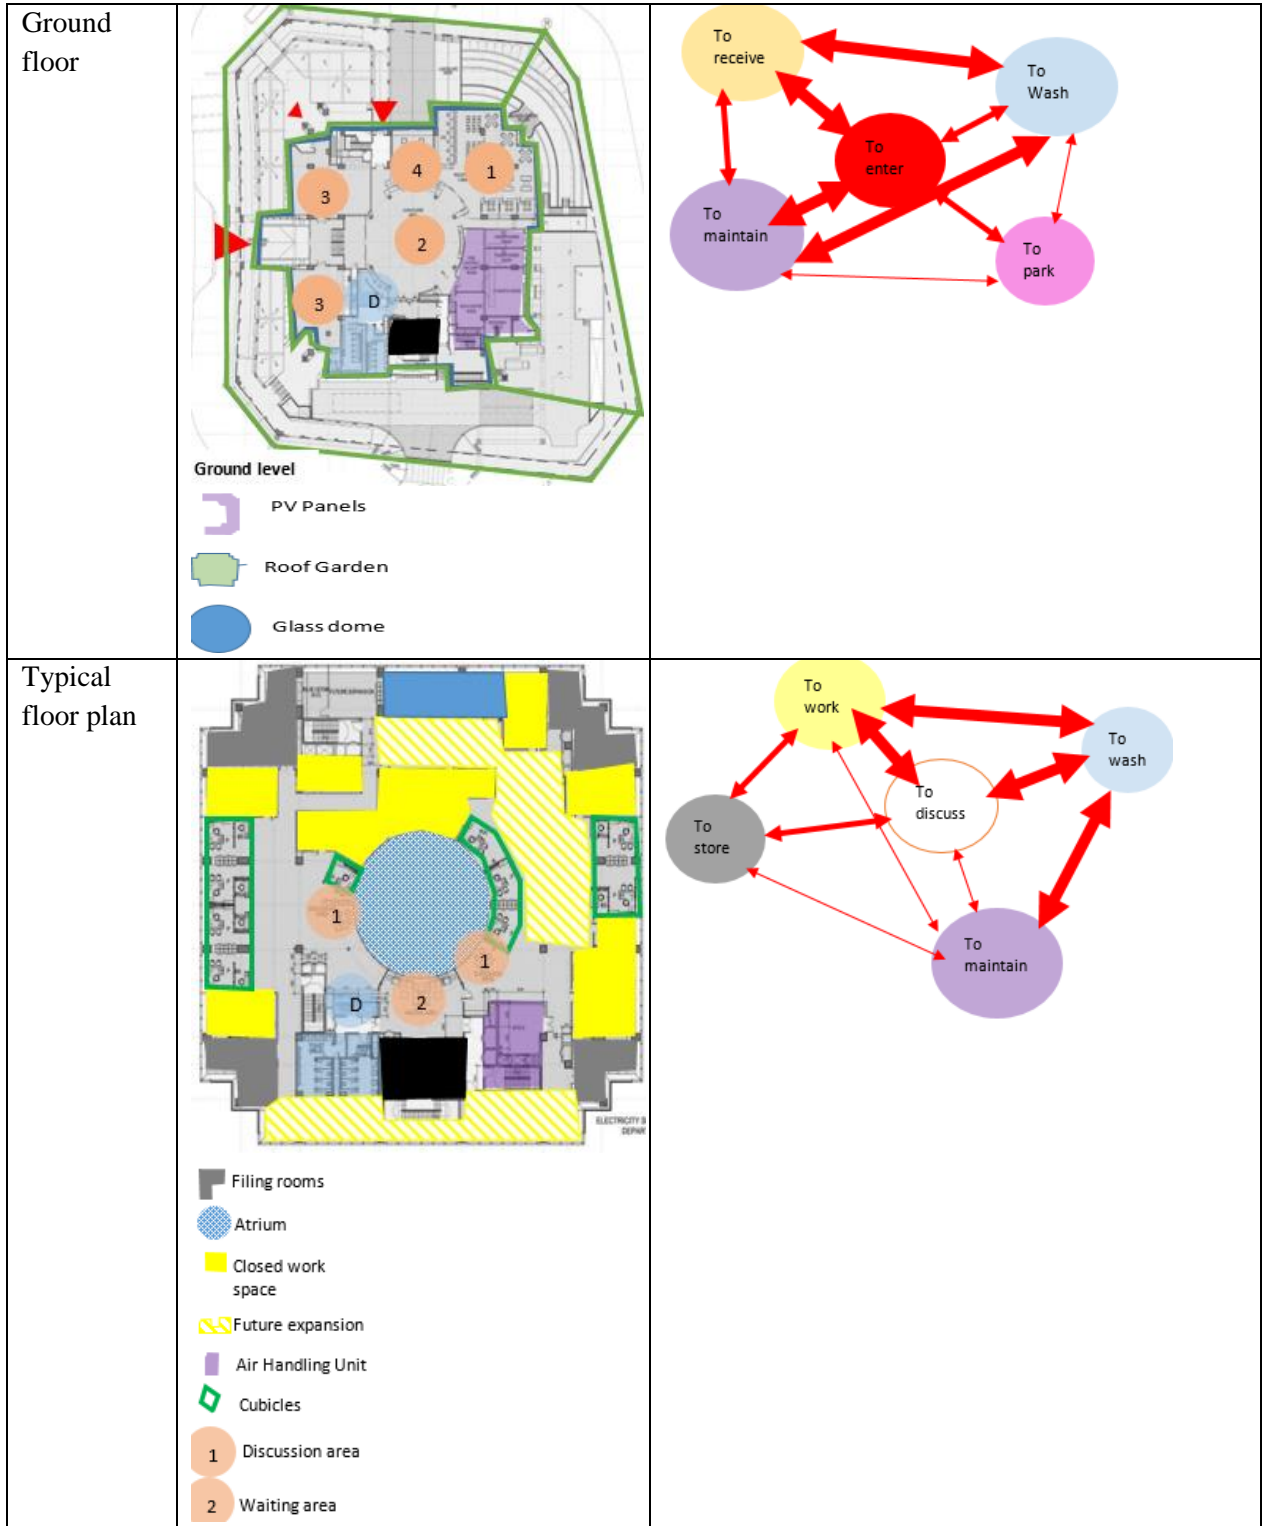 Ground
floor
3
4
1
2
3
D
Ground level
PV Panels
Roof Garden
Glass dome
To
receive
To
Wash
To
enter
To
maintain
To
park
Typical
floor plan
FUTURE EXPANSION
1
1
D
2
ELECTRICITY
Filing rooms
Atrium
Closed work
space
Future expansion
Air Handling Unit
Cubicles
1 Discussion area
2 Waiting area
To
work
To
wash
To
discuss
To
store
To
maintain